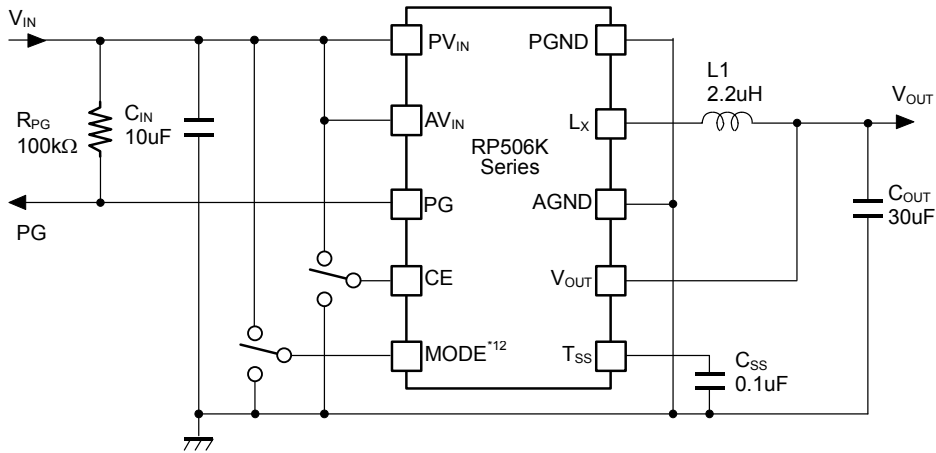 VIN
RPG
100kΩ
CIN
10uF
PG
PVIN
AVIN
PG
CE
MODE*12
RP506K
Series
PGND
LX
AGND
VOUT
TSS
L1
2.2uH
VOUT
COUT
30uF
CSS
0.1uF